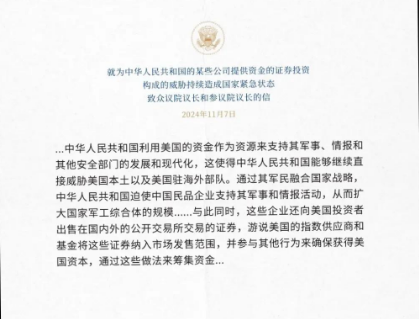 就为中华人民共和国的某些公司提供资金的证券投资
构成的威胁持续造成国家紧急状态
致众议院议长和参议院议长的信
2024年11月7日
...中华人民共和国利用美国的资金作为资源来支持其军事、情报和
其他安全部门的发展和现代化，这使得中华人民共和国能够继续
直接威胁美国本土以及美国驻海外部队。通过其军民融合国家战略，
中华人民共和国迫使中国民品企业支持其军事和情报活动，从而扩
大国家军工综合体的规模......与此同时，这些企业还向美国投资者
出售在国内外的公开交易所交易的证券，游说美国的指数供应商和
基金将这些证券纳入市场发售范围，并参与其他行为来确保获得美
国资本，通过这些做法来筹集资金...